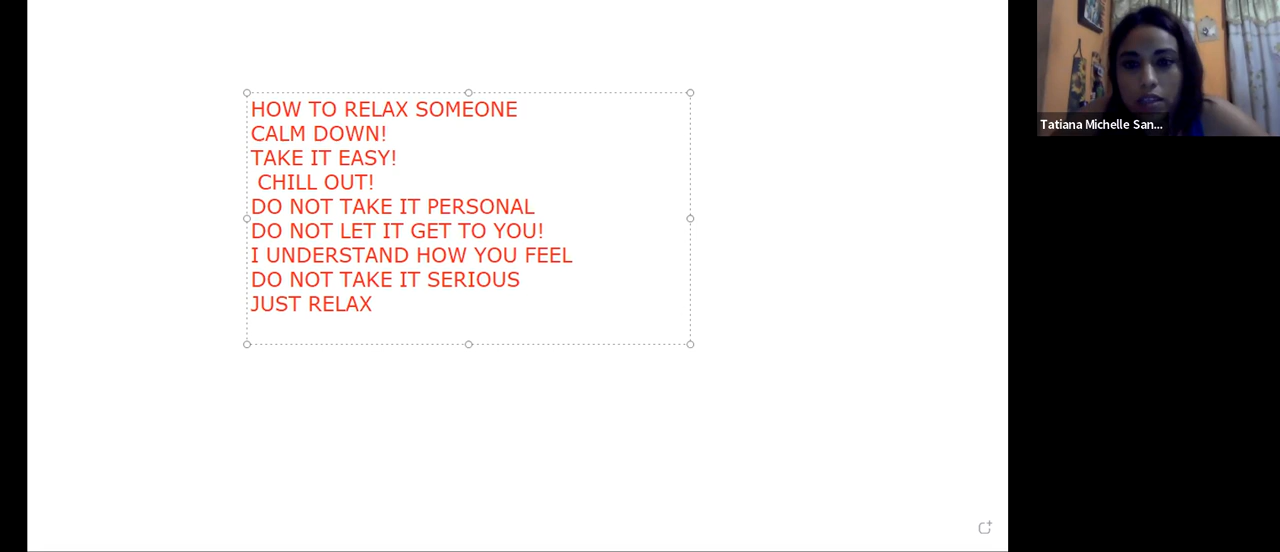 HOW TO RELAX SOMEONE
CALM DOWN!
TAKE IT EASY!
CHILL OUT!
DO NOT TAKE IT PERSONAL
DO NOT LET IT GET TO YOU!
I UNDERSTAND HOW YOU FEEL
DO NOT TAKE IT SERIOUS
JUST RELAX
Tatiana Michelle San...